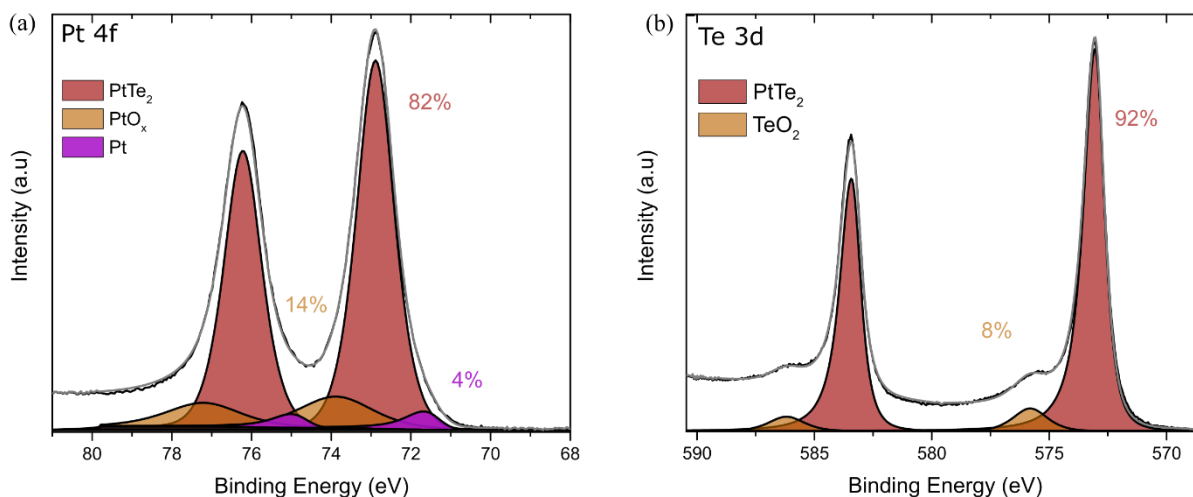 (a)
Pt 4f
PtTe2
PtOx
Pt
82%
14%
4%
Intensity (a.u)
80 78 76 74 72 70 68
Binding Energy (eV)
(b)
Te 3d
PtTe2
TeO2
92%
8%
Intensity (a.u)
590 585 580 575 570
Binding Energy (eV)